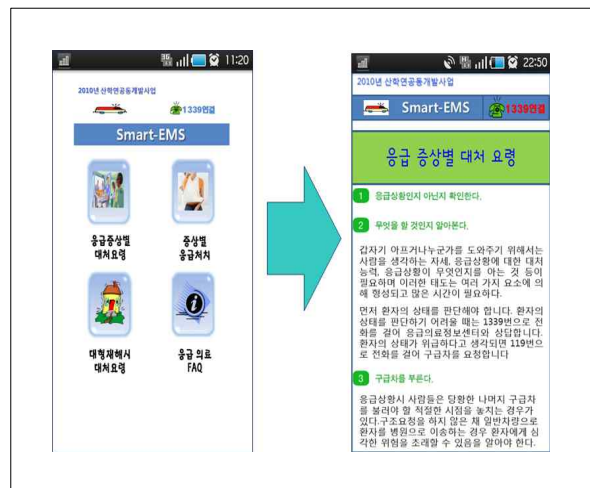 11:20
2010년 산학연공동개발사업
1339연결
Smart-EMS
응급증상별
대처요령
증상별
응급처치
대형재해시
대처요령
응급 의료
FAQ
22:50
2010년 산학연공동개발사업
Smart-EMS
1339연결
응급 증상별 대처 요령
1 응급상황인지 아닌지 확인한다.
2 무엇을 할 것인지 알아본다.
갑자기 아프거나누군가를 도와주기 위해서는
사람을 생각하는 자세, 응급상황에 대한 대처
능력, 응급상황이 무엇인지를 아는 것 등이
필요하며 이러한 태도는 여러 가지 요소에 의
해 형성되고 많은 시간이 필요하다.
먼저 환자의 상태를 판단해야 합니다. 환자의
상태를 판단하기 어려울 때는 1339번으로 전
화를 걸어 응급의료정보센터와 상담합니다.
환자의 상태가 위급하다고 생각되면 119번으
로 전화를 걸어 구급차를 요청합니다
3 구급차를 부른다.
응급상황시 사람들은 당황한 나머지 구급차
를 불러야 할 적절한 시점을 놓치는 경우가
있다.구조요청을 하지 않은 채 일반차량으로
환자를 병원으로 이송하는 경우 환자에게 심
각한 위험을 초래할 수 있음을 알아야 한다.